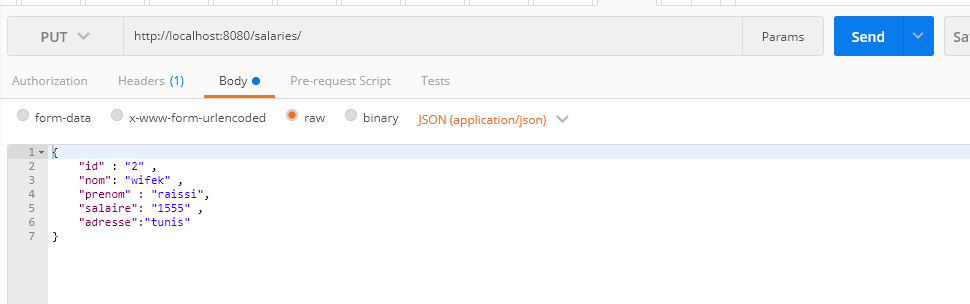 PUT http://localhost:8080/salaries/ Params Send Sa
Authorization Headers (1) Body Pre-request Script Tests
form-data x-www-form-urlencoded raw binary JSON (application/json)
1 {
2 "id" : "2" ,
3 "nom": "wifek" ,
4 "prenom" : "raissi",
5 "salaire": "1555" ,
6 "adresse":"tunis"
7 }